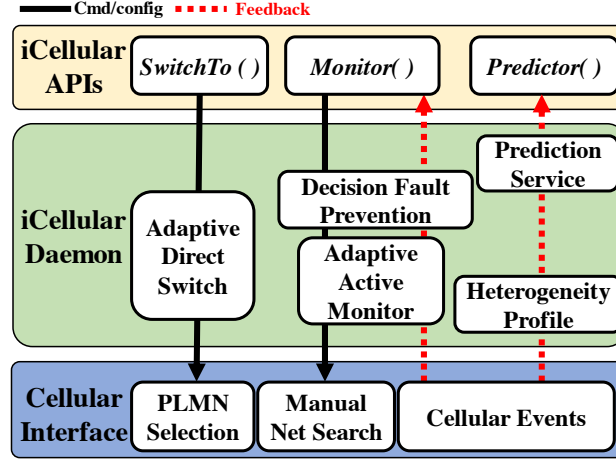 Cmd/config
Feedback
iCellular
APIs
SwitchTo ( )
Monitor( )
Predictor( )
iCellular
Daemon
Adaptive
Direct
Switch
Decision Fault
Prevention
Adaptive
Active
Monitor
Prediction
Service
Heterogeneity
Profile
Cellular
Interface
PLMN
Selection
Manual
Net Search
Cellular Events